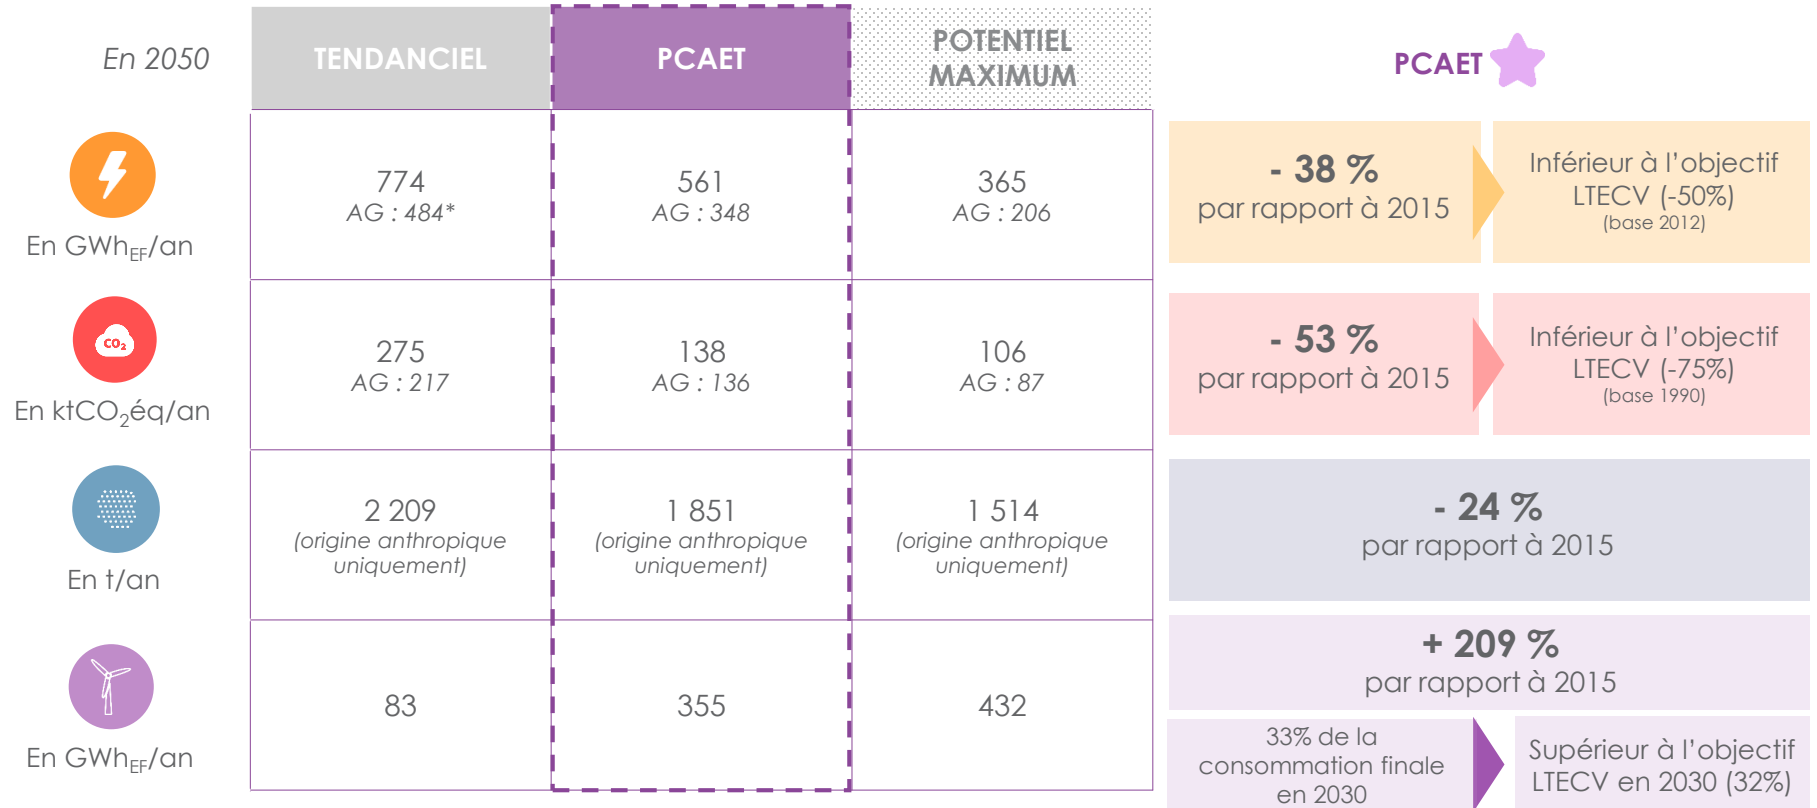 En 2050
TENDANCIEL
PCAET
POTENTIEL
MAXIMUM
PCAET
En GWhEF/an
774
AG : 484*
561
AG : 348
365
AG : 206
- 38 %
par rapport à 2015
Inférieur à l’objectif
LTECV (-50%)
(base 2012)
CO2
En ktCO2éq/an
275
AG : 217
138
AG : 136
106
AG : 87
- 53 %
par rapport à 2015
Inférieur à l’objectif
LTECV (-75%)
(base 1990)
En t/an
2 209
(origine anthropique
uniquement)
1 851
(origine anthropique
uniquement)
1 514
(origine anthropique
uniquement)
- 24 %
par rapport à 2015
En GWhEF/an
83
355
432
+ 209 %
par rapport à 2015
33% de la
consommation finale
en 2030
Supérieur à l’objectif
LTECV en 2030 (32%)